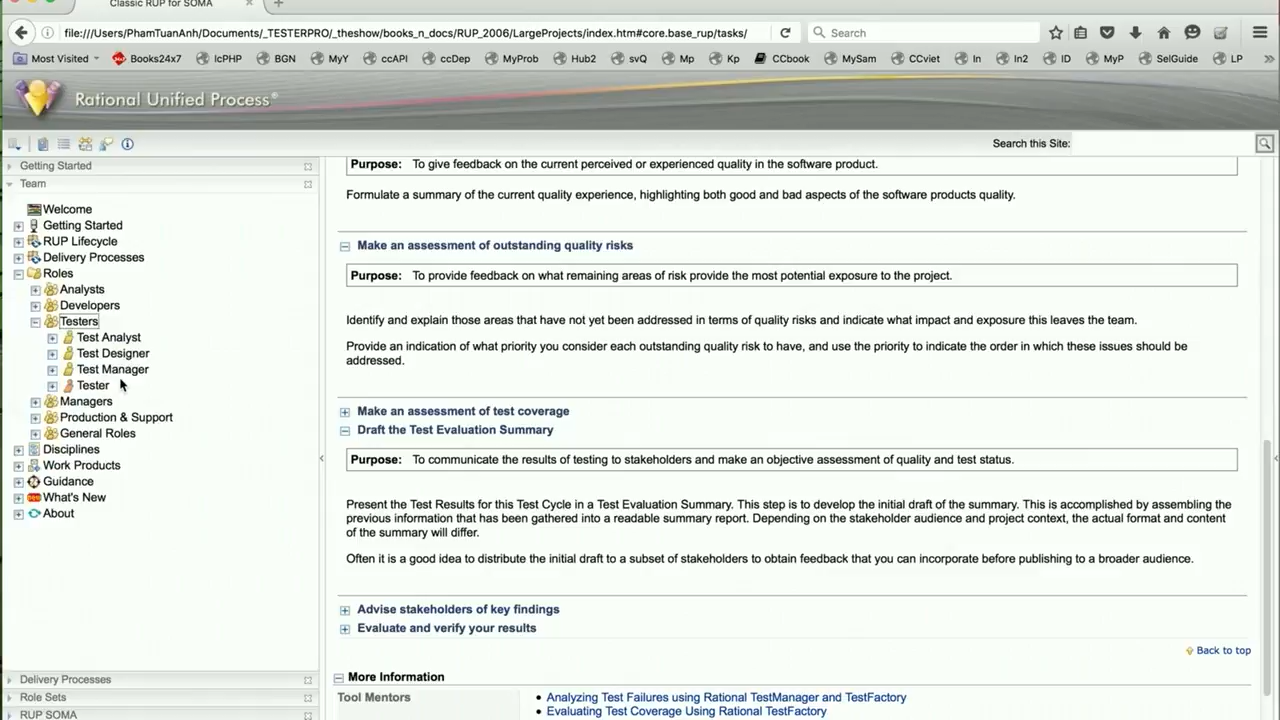 Classic RUP for SOMA
file:///Users/PhamTuanAnh/Documents/_TESTERPRO/_theshow/books_n_docs/RUP_2006/LargeProjects/index.htm#core.base_rup/tasks/
Search
Most Visited
Books24x7
IcPHP
BGN
MyY
ccAPI
ccDep
MyProb
Hub2
svQ
Mp
Kp
CCbook
MySam
CCviet
In
In2
ID
MyP
SelGuide
LP
Rational Unified Process®
Search this Site:
Getting Started
Team
Welcome
Getting Started
RUP Lifecycle
Delivery Processes
Roles
Analysts
Developers
Testers
Test Analyst
Test Designer
Test Manager
Tester
Managers
Production & Support
General Roles
Disciplines
Work Products
Guidance
What's New
About
Delivery Processes
Role Sets
RUP SOMA
Purpose: To give feedback on the current perceived or experienced quality in the software product.
Formulate a summary of the current quality experience, highlighting both good and bad aspects of the software products quality.
Make an assessment of outstanding quality risks
Purpose: To provide feedback on what remaining areas of risk provide the most potential exposure to the project.
Identify and explain those areas that have not yet been addressed in terms of quality risks and indicate what impact and exposure this leaves the team.
Provide an indication of what priority you consider each outstanding quality risk to have, and use the priority to indicate the order in which these issues should be
addressed.
Make an assessment of test coverage
Draft the Test Evaluation Summary
Purpose: To communicate the results of testing to stakeholders and make an objective assessment of quality and test status.
Present the Test Results for this Test Cycle in a Test Evaluation Summary. This step is to develop the initial draft of the summary. This is accomplished by assembling the
previous information that has been gathered into a readable summary report. Depending on the stakeholder audience and project context, the actual format and content
of the summary will differ.
Often it is a good idea to distribute the initial draft to a subset of stakeholders to obtain feedback that you can incorporate before publishing to a broader audience.
Advise stakeholders of key findings
Evaluate and verify your results
Back to top
More Information
Tool Mentors
• Analyzing Test Failures using Rational TestManager and TestFactory
• Evaluating Test Coverage Using Rational TestFactory